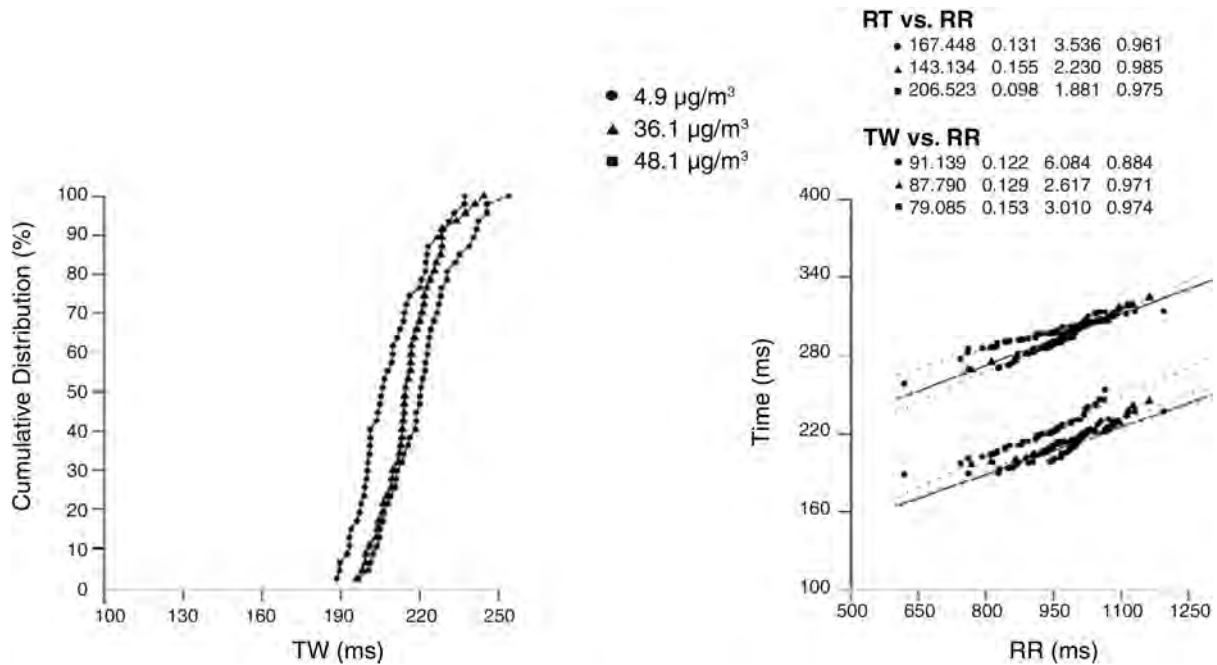 RT vs. RR
● 167.448 0.131 3.536 0.961
▲ 143.134 0.155 2.230 0.985
■ 206.523 0.098 1.881 0.975
● 4.9 µg/m³
▲ 36.1 µg/m³
■ 48.1 µg/m³
TW vs. RR
● 91.139 0.122 6.084 0.884
▲ 87.790 0.129 2.617 0.971
■ 79.085 0.153 3.010 0.974
Cumulative Distribution (%)
100
90
80
70
60
50
40
30
20
10
0
100 130 160 190 220 250
TW (ms)
Time (ms)
400
340
280
220
160
100
500 650 800 950 1100 1250
RR (ms)